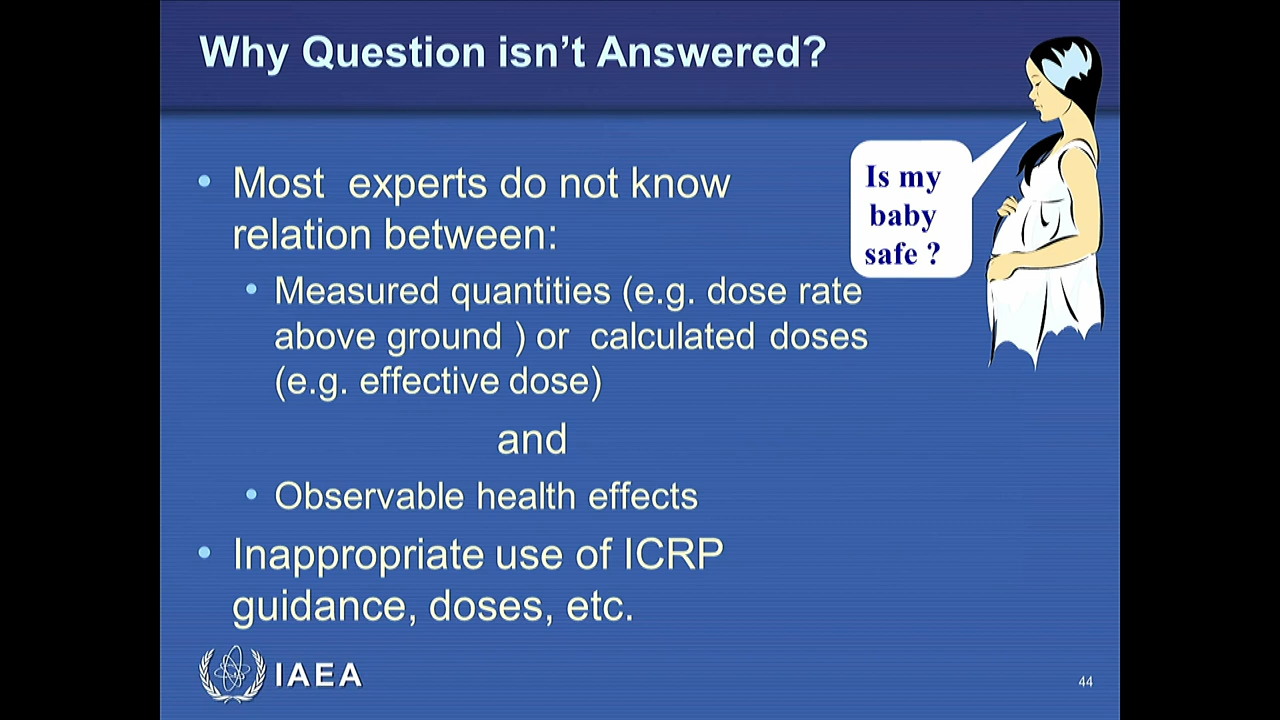 Why Question isn't Answered?
Is my
baby
safe ?
• Most experts do not know
relation between:
• Measured quantities (e.g. dose rate
above ground ) or calculated doses
(e.g. effective dose)
and
• Observable health effects
• Inappropriate use of ICRP
guidance, doses, etc.
IAEA
44